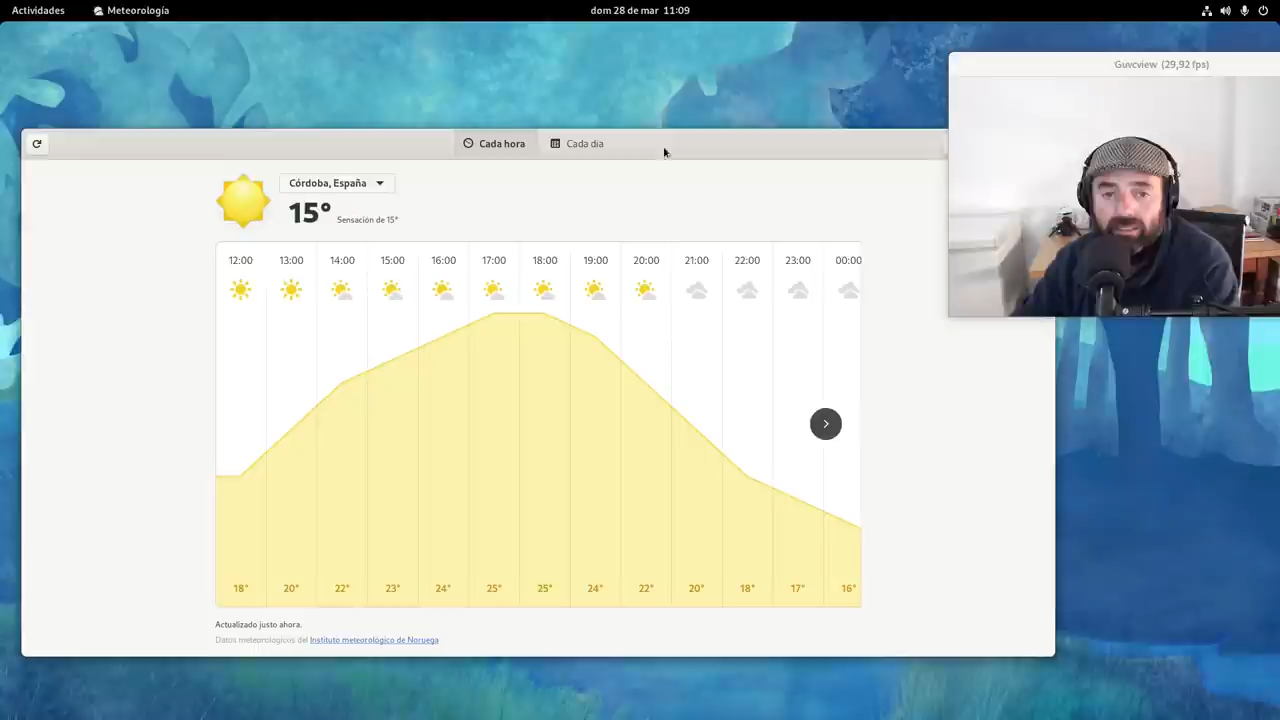 Actividades Meteorología dom 28 de mar 11:09
Guvcview (29,92 fps)
Cada hora Cada día
Córdoba, España
15° Sensación de 15°
12:00 13:00 14:00 15:00 16:00 17:00 18:00 19:00 20:00 21:00 22:00 23:00 00:00
18° 20° 22° 23° 24° 25° 25° 24° 22° 20° 18° 17° 16°
Actualizado justo ahora.
Datos meteorológicos del Instituto meteorológico de Noruega